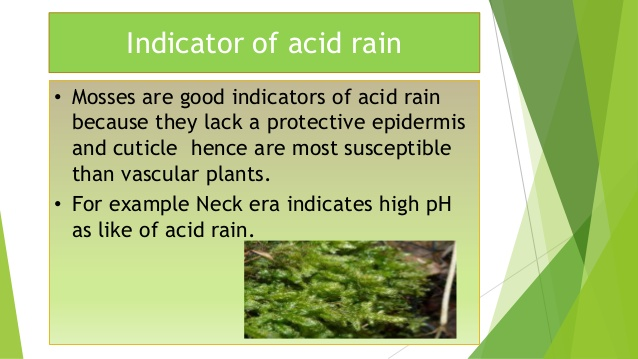 Indicator of acid rain
• Mosses are good indicators of acid rain
because they lack a protective epidermis
and cuticle hence are most susceptible
than vascular plants.
• For example Neck era indicates high pH
as like of acid rain.